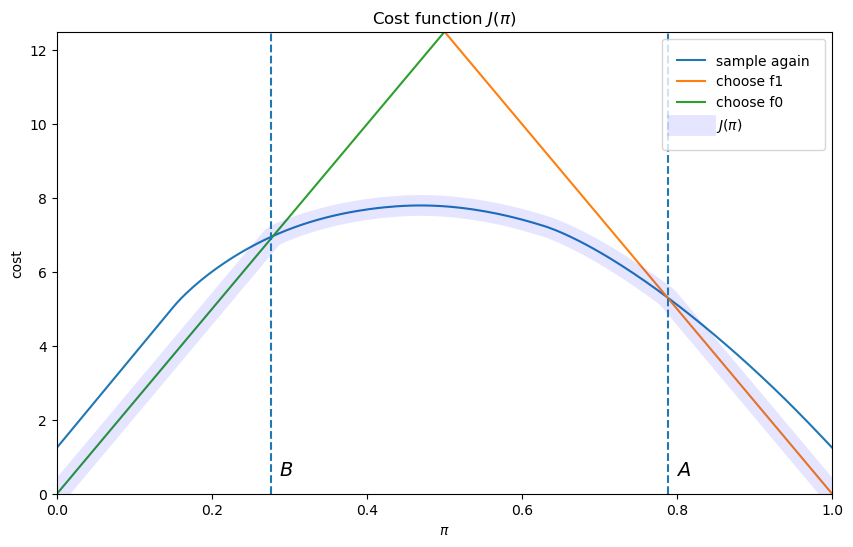 Cost function J(π)
sample again
choose f1
choose f0
J(π)
cost
12
10
8
6
4
2
0
B
A
0.0 0.2 0.4 0.6 0.8 1.0
π